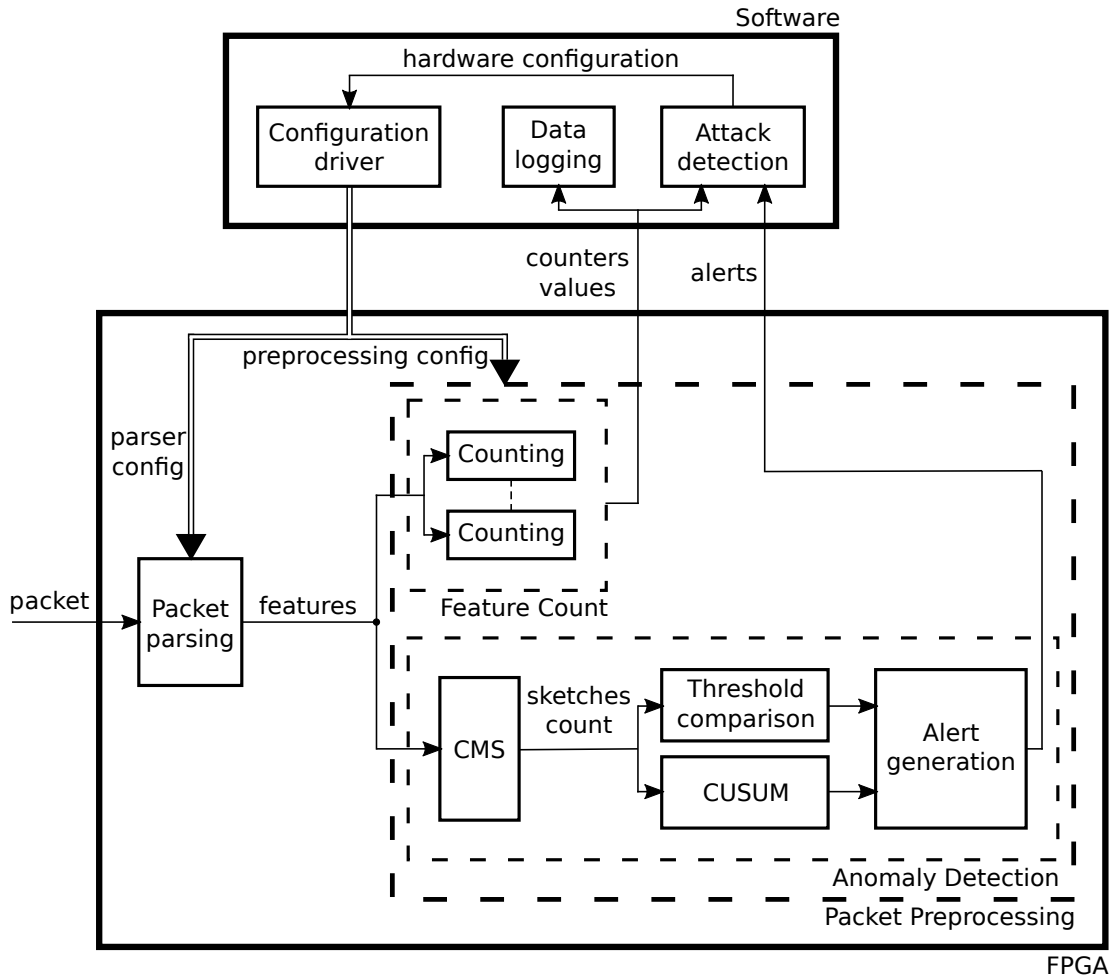 Software
hardware configuration
Configuration
driver
Data
logging
Attack
detection
counters
values
alerts
preprocessing config
parser
config
Counting
Counting
packet
Packet
parsing
features
Feature Count
CMS
sketches
count
Threshold
comparison
CUSUM
Alert
generation
Anomaly Detection
Packet Preprocessing
FPGA